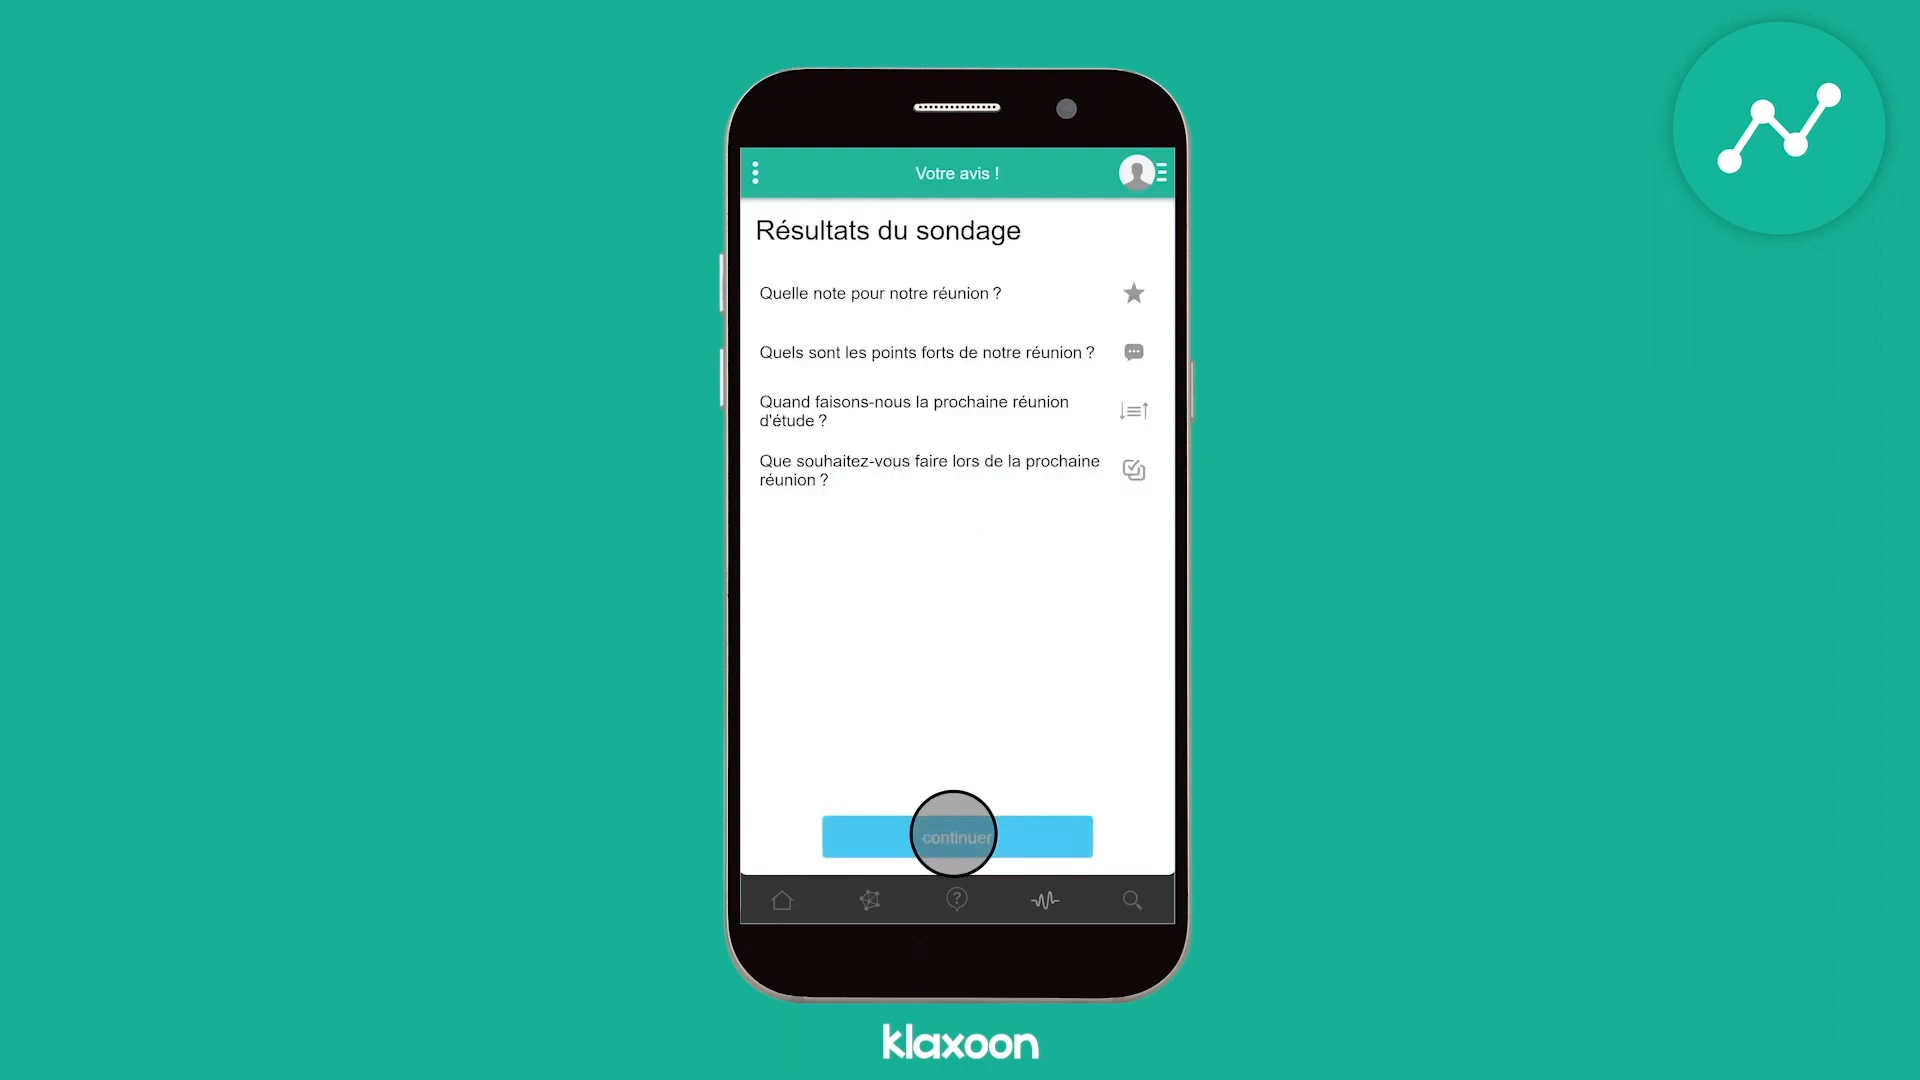 Votre avis !
Résultats du sondage
Quelle note pour notre réunion ?
Quels sont les points forts de notre réunion ?
Quand faisons-nous la prochaine réunion
d'étude ?
Que souhaitez-vous faire lors de la prochaine
réunion ?
continuer
klaxoon